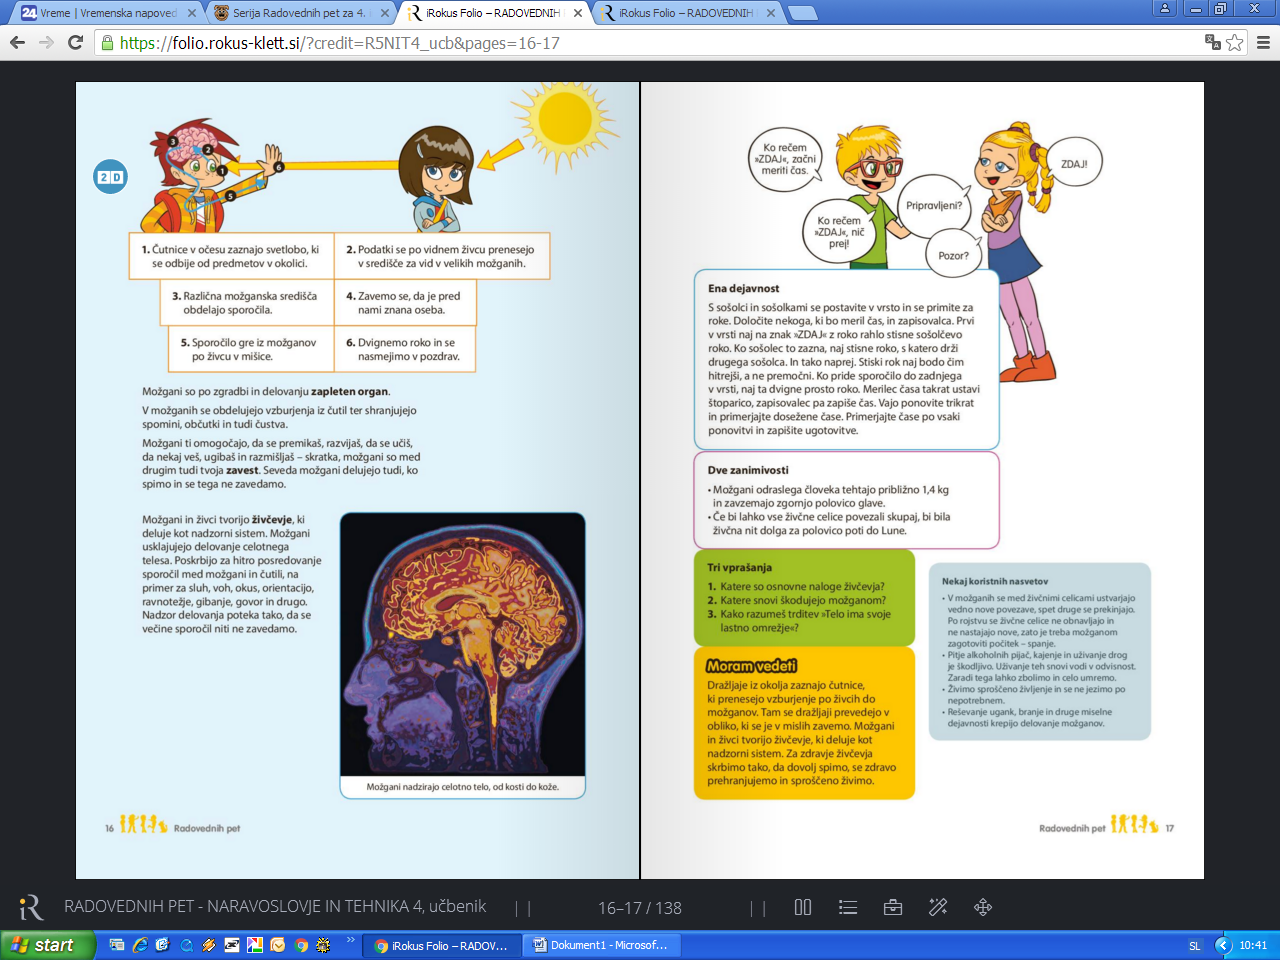 24 Vreme | Vremenska napoved
Serija Radovednih pet za 4.
iRokus Folio – RADOVEDNIH
iRokus Folio – RADOVEDNIH
https://folio.rokus-klett.si/?credit=R5NIT4_ucb&pages=16-17
2 D
3
2
1
6
5
1. Čutnice v očesu zaznajo svetlobo, ki
se odbije od predmetov v okolici.
2. Podatki se po vidnem živcu prenesejo
v središče za vid v velikih možganih.
3. Različna možganska središča
obdelajo sporočila.
4. Zavemo se, da je pred
nami znana oseba.
5. Sporočilo gre iz možganov
po živcu v mišice.
6. Dvignemo roko in se
nasmejimo v pozdrav.
Možgani so po zgradbi in delovanju zapleten organ.
V možganih se obdelujejo vzburjenja iz čutil ter shranjujejo
spomini, občutki in tudi čustva.
Možgani ti omogočajo, da se premikaš, razvijaš, da se učiš,
da nekaj veš, ugibaš in razmišljaš – skratka, možgani so med
drugim tudi tvoja zavest. Seveda možgani delujejo tudi, ko
spimo in se tega ne zavedamo.
Možgani in živci tvorijo živčevje, ki
deluje kot nadzorni sistem. Možgani
usklajujejo delovanje celotnega
telesa. Poskrbijo za hitro posredovanje
sporočil med možgani in čutili, na
primer za sluh, voh, okus, orientacijo,
ravnotežje, gibanje, govor in drugo.
Nadzor delovanja poteka tako, da se
večine sporočil niti ne zavedamo.
Možgani nadzirajo celotno telo, od kosti do kože.
16 Radovednih pet
Ko rečem
»ZDAJ«, začni
meriti čas.
Ko rečem
»ZDAJ«, nič
prej!
Pripravljeni?
Pozor?
ZDAJ!
Ena dejavnost
S sošolci in sošolkami se postavite v vrsto in se primite za
roke. Določite nekoga, ki bo meril čas, in zapisovalca. Prvi
v vrsti naj na znak »ZDAJ« z roko rahlo stisne sošolčevo
roko. Ko sošolec to zazna, naj stisne roko, s katero drži
drugega sošolca. In tako naprej. Stiski rok naj bodo čim
hitrejši, a ne premočni. Ko pride sporočilo do zadnjega
v vrsti, naj ta dvigne prosto roko. Merilec časa takrat ustavi
štoparico, zapisovalec pa zapiše čas. Vajo ponovite trikrat
in primerjajte dosežene čase. Primerjajte čase po vsaki
ponovitvi in zapišite ugotovitve.
Dve zanimivosti
• Možgani odraslega človeka tehtajo približno 1,4 kg
in zavzemajo zgornjo polovico glave.
• Če bi lahko vse živčne celice povezali skupaj, bi bila
živčna nit dolga za polovico poti do Lune.
Tri vprašanja
1. Katere so osnovne naloge živčevja?
2. Katere snovi škodujejo možganom?
3. Kako razumeš trditev »Telo ima svoje
lastno omrežje«?
Moram vedeti
Dražljaje iz okolja zaznajo čutnice,
ki prenesejo vzburjenje po živcih do
možganov. Tam se dražljaji prevedejo v
obliko, ki se je v mislih zavemo. Možgani
in živci tvorijo živčevje, ki deluje kot
nadzorni sistem. Za zdravje živčevja
skrbimo tako, da dovolj spimo, se zdravo
prehranjujemo in sproščeno živimo.
Nekaj koristnih nasvetov
• V možganih se med živčnimi celicami ustvarjajo
vedno nove povezave, spet druge se prekinjajo.
Po rojstvu se živčne celice ne obnavljajo in
ne nastajajo nove, zato je treba možganom
zagotoviti počitek – spanje.
• Pitje alkoholnih pijač, kajenje in uživanje drog
je škodljivo. Uživanje teh snovi vodi v odvisnost.
Zaradi tega lahko zbolimo in celo umremo.
• Živimo sproščeno življenje in se ne jezimo po
nepotrebnem.
• Reševanje ugank, branje in druge miselne
dejavnosti krepijo delovanje možganov.
Radovednih pet 17
RADOVEDNIH PET - NARAVOSLOVJE IN TEHNIKA 4, učbenik
16–17 / 138
start
iRokus Folio – RADOV...
Dokument1 - Microsof...
SL
10:41